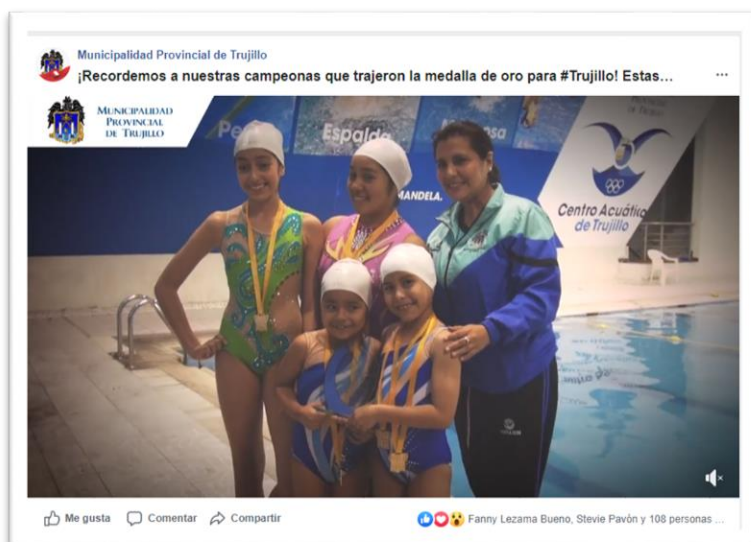 Municipalidad Provincial de Trujillo
¡Recordemos a nuestras campeonas que trajeron la medalla de oro para #Trujillo! Estas...
MUNICIPALIDAD
PROVINCIAL
DE TRUJILLO
Espalda
MANDELA.
Centro Acuático
de Trujillo
Me gusta Comentar Compartir
Fanny Lezama Bueno, Stevie Pavón y 108 personas ...